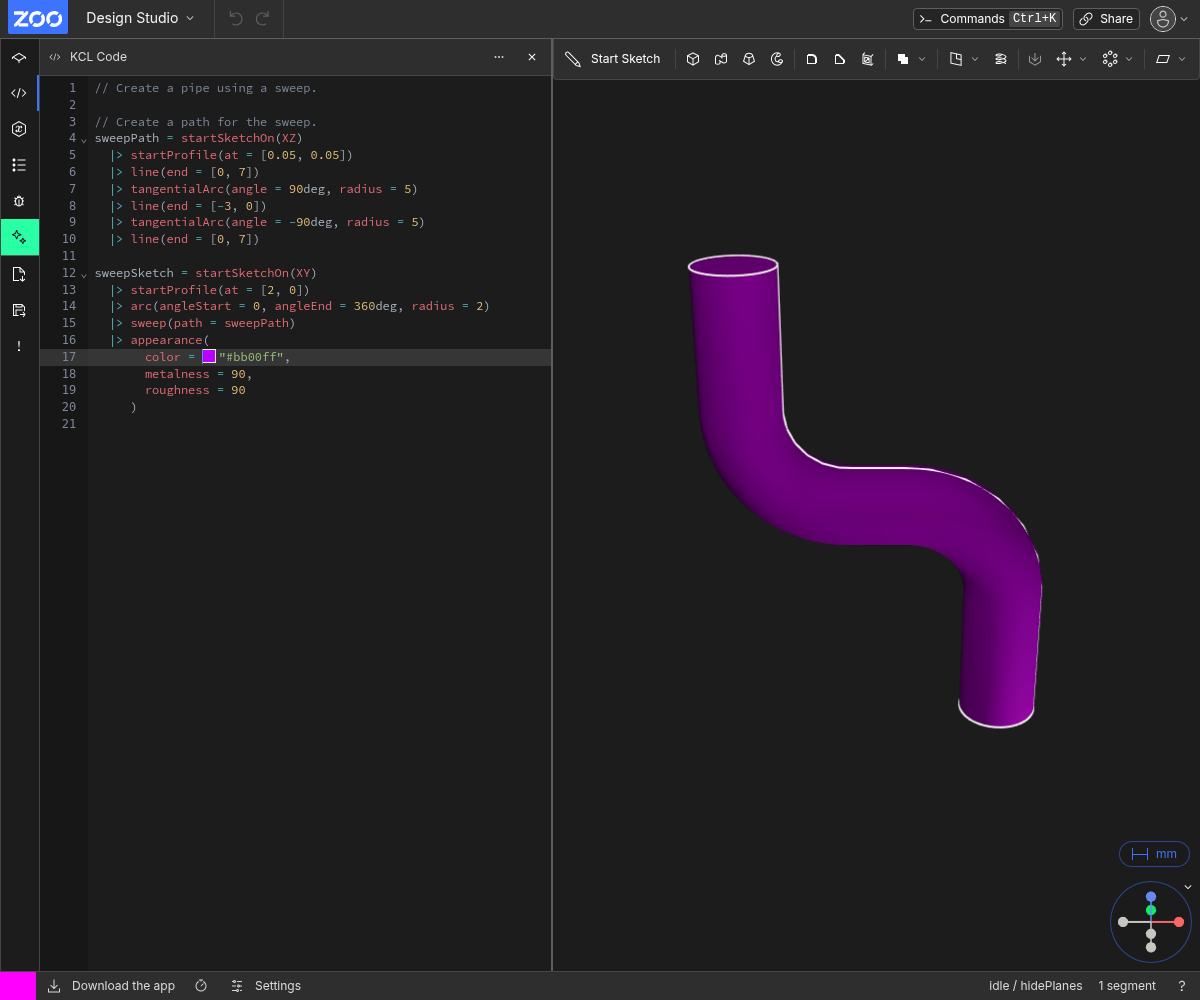 ZOO Design Studio Commands Ctrl+K Share
KCL Code Start Sketch
1 // Create a pipe using a sweep.
2
3 // Create a path for the sweep.
4 sweepPath = startSketchOn(XZ)
5 |> startProfile(at = [0.05, 0.05])
6 |> line(end = [0, 7])
7 |> tangentialArc(angle = 90deg, radius = 5)
8 |> line(end = [-3, 0])
9 |> tangentialArc(angle = -90deg, radius = 5)
10 |> line(end = [0, 7])
11
12 sweepSketch = startSketchOn(XY)
13 |> startProfile(at = [2, 0])
14 |> arc(angleStart = 0, angleEnd = 360deg, radius = 2)
15 |> sweep(path = sweepPath)
16 |> appearance(
17 color = "#bb00ff",
18 metalness = 90,
19 roughness = 90
20 )
21
mm
Download the app Settings idle / hidePlanes 1 segment ?